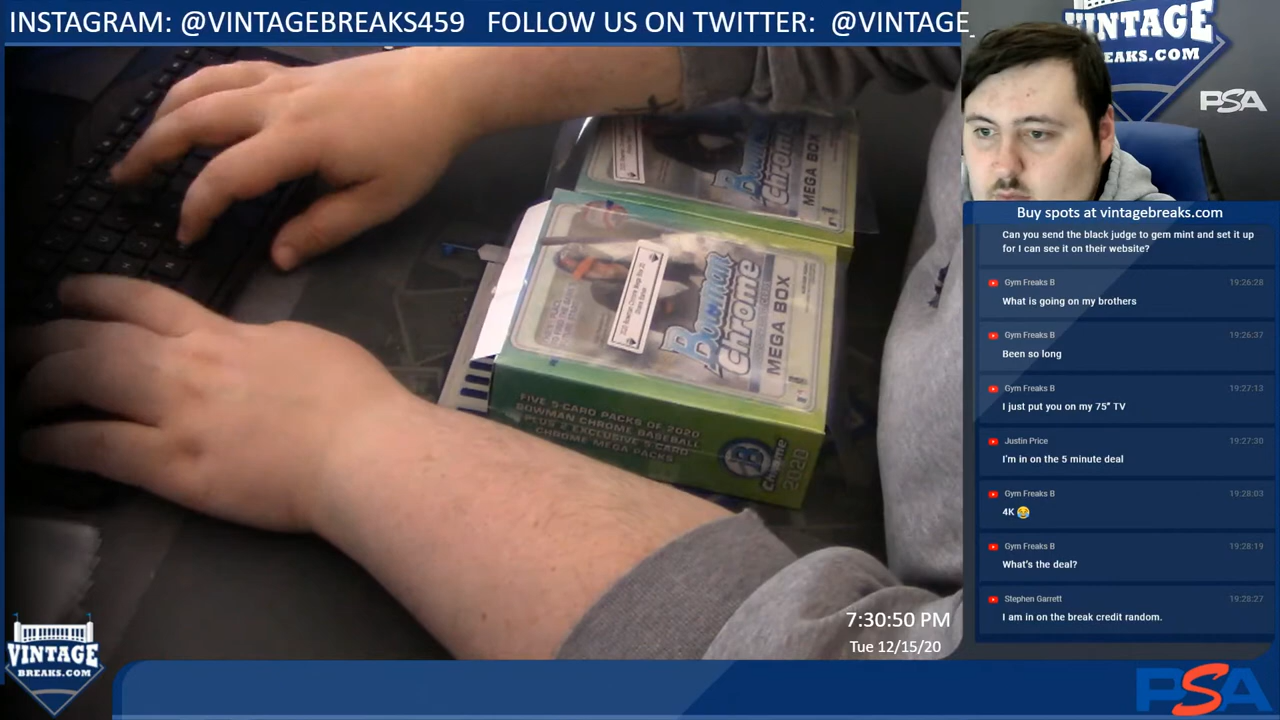 INSTAGRAM: @VINTAGEBREAKS459 FOLLOW US ON TWITTER: @VINTAGE_
VINTAGE
BREAKS.COM
PSA
Buy spots at vintagebreaks.com
Can you send the black judge to gem mint and set it up
for I can see it on their website?
Gym Freaks B 19:26:28
What is going on my brothers
Gym Freaks B 19:26:37
Been so long
Gym Freaks B 19:27:13
I just put you on my 75" TV
Justin Price 19:27:30
I'm in on the 5 minute deal
Gym Freaks B 19:28:03
4K 😂
Gym Freaks B 19:28:19
What's the deal?
Stephen Garrett 19:28:27
I am in on the break credit random.
Bowman
Chrome
MEGA BOX
Bowman
Chrome
MEGA BOX
FIVE 5-CARD PACKS OF 2020
BOWMAN CHROME BASEBALL
PLUS 2 EXCLUSIVE 5-CARD
CHROME MEGA PACKS
B
Chrome
2020
7:30:50 PM
Tue 12/15/20
VINTAGE
BREAKS.COM
PSA